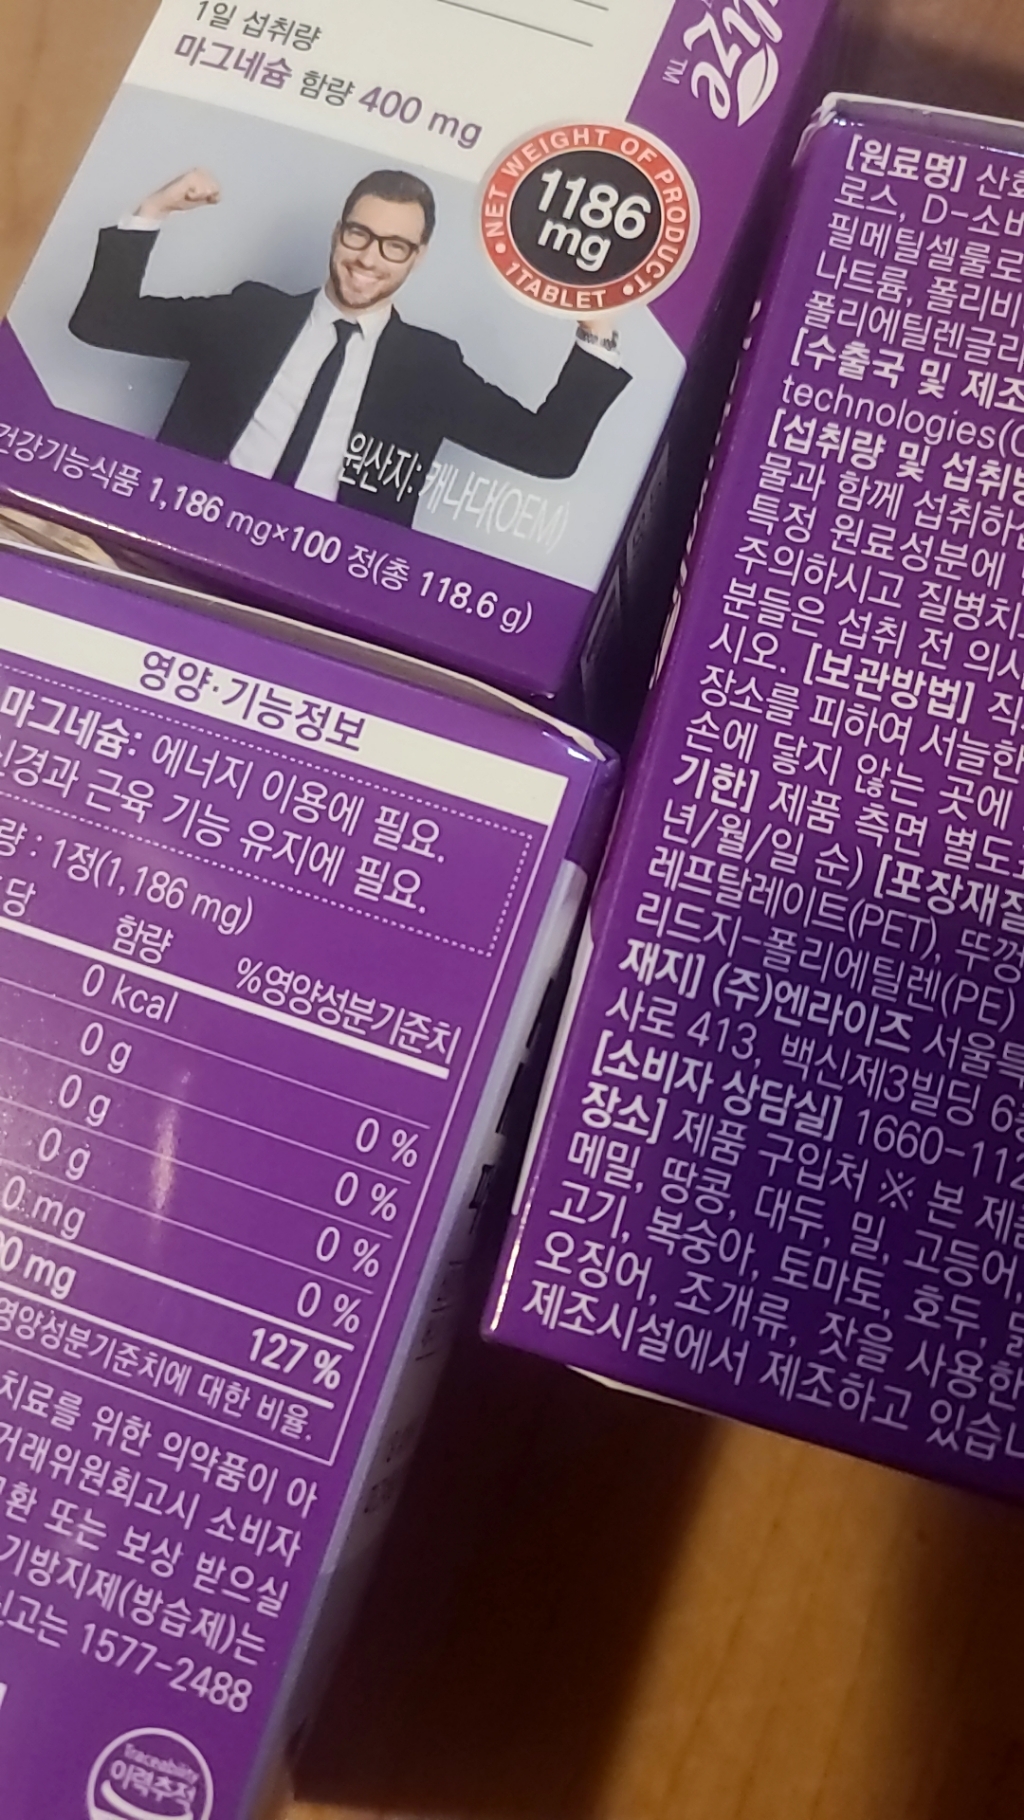 1일 섭취량
마그네슘 함량 400 mg
lize TM
NET WEIGHT OF PRODUCT
1186
mg
1TABLET
원산지: 캐나다(OEM)
건강기능식품 1,186 mg×100 정(총 118.6 g)
영양·기능정보
마그네슘: 에너지 이용에 필요.
신경과 근육 기능 유지에 필요.
량 : 1정(1,186 mg)
당 함량 %영양성분기준치
0 kcal
0 g 0 %
0 g 0 %
0 g 0 %
0 mg 0 %
00 mg 127 %
영양성분기준치에 대한 비율.
치료를 위한 의약품이 아
거래위원회고시 소비자
환 또는 보상 받으실
기방지제(방습제)는
신고는 1577-2488
Traceability
이력추적
[원료명] 산화
로스, D-소비
필메틸셀룰로
나트륨, 폴리비
폴리에틸렌글리
[수출국 및 제조
technologies(C
[섭취량 및 섭취방
물과 함께 섭취하십
특정 원료성분에
주의하시고 질병치
분들은 섭취 전 의사
시오. [보관방법] 직
장소를 피하여 서늘한
손에 닿지 않는 곳에
기한] 제품 측면 별도
년/월/일 순) [포장재질
레프탈레이트(PET), 뚜껑
리드지-폴리에틸렌(PE)
재지] (주)엔라이즈 서울특
사로 413, 백신제3빌딩 6층
[소비자 상담실] 1660-112
장소] 제품 구입처 ※ 본 제품
메밀, 땅콩, 대두, 밀, 고등어,
고기, 복숭아, 토마토, 호두, 닭
오징어, 조개류, 잣을 사용한
제조시설에서 제조하고 있습니